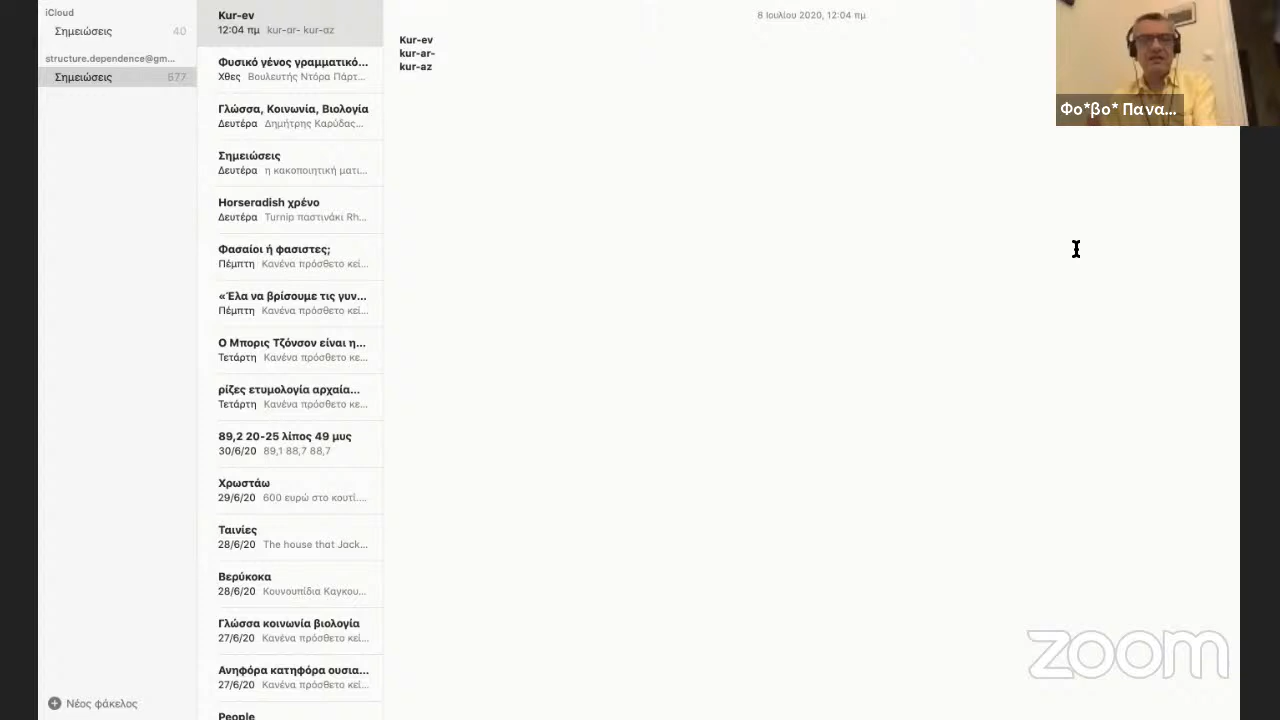 iCloud
Σημειώσεις 40
structure.dependence@gm...
Σημειώσεις 577
Νέος φάκελος
Kur-ev
12:04 πμ kur-ar- kur-az
Φυσικό γένος γραμματικό...
Χθες Βουλευτής Ντόρα Πάρτ...
Γλώσσα, Κοινωνία, Βιολογία
Δευτέρα Δημήτρης Καρύδας...
Σημειώσεις
Δευτέρα η κακοποιητική ματι...
Horseradish χρένο
Δευτέρα Turnip παστινάκι Rh...
Φασαίοι ή φασιστες;
Πέμπτη Κανένα πρόσθετο κεί...
«Έλα να βρίσουμε τις γυν...
Πέμπτη Κανένα πρόσθετο κεί...
Ο Μπορις Τζόνσον είναι η...
Τετάρτη Κανένα πρόσθετο κε...
ρίζες ετυμολογία αρχαία...
Τετάρτη Κανένα πρόσθετο κε...
89,2 20-25 λίπος 49 μυς
30/6/20 89,1 88,7 88,7
Χρωστάω
29/6/20 600 ευρώ στο κουτί....
Ταινίες
28/6/20 The house that Jack...
Βερύκοκα
28/6/20 Κουνουπίδια Καγκου...
Γλώσσα κοινωνία βιολογία
27/6/20 Κανένα πρόσθετο κεί...
Ανηφόρα κατηφόρα ουσια...
27/6/20 Κανένα πρόσθετο κεί...
People
8 Ιουλίου 2020, 12:04 πμ
Kur-ev
kur-ar-
kur-az
Φο*βο* Πανα...
zoom